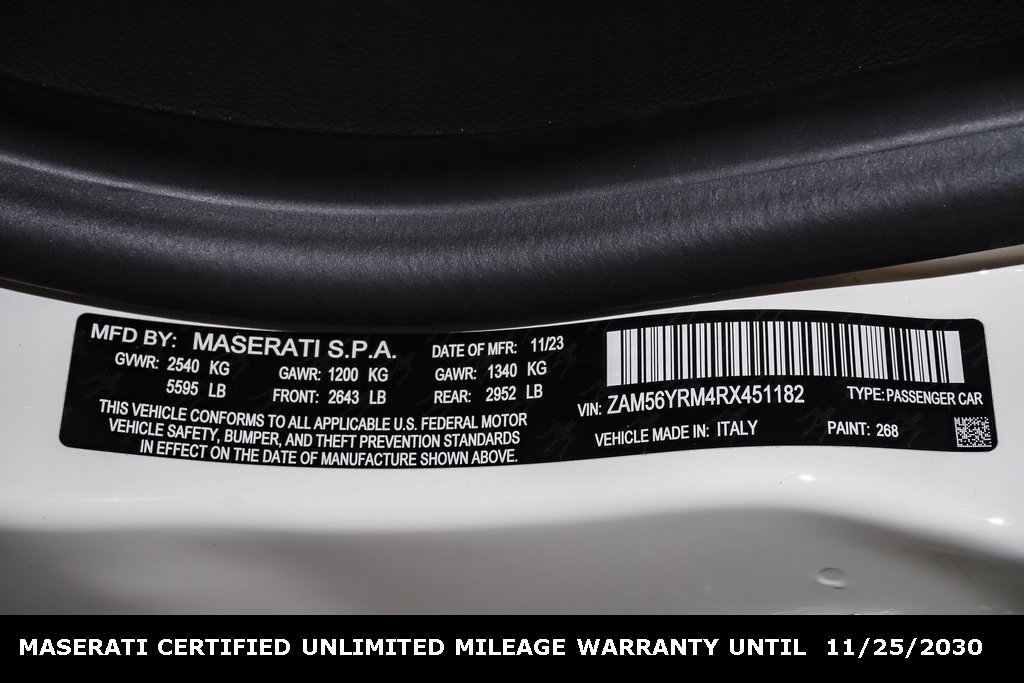 MFD BY: MASERATI S.P.A. DATE OF MFR: 11/23
GVWR: 2540 KG GAWR: 1200 KG GAWR: 1340 KG
5595 LB FRONT: 2643 LB REAR: 2952 LB
THIS VEHICLE CONFORMS TO ALL APPLICABLE U.S. FEDERAL MOTOR
VEHICLE SAFETY, BUMPER, AND THEFT PREVENTION STANDARDS
IN EFFECT ON THE DATE OF MANUFACTURE SHOWN ABOVE.
VIN: ZAM56YRM4RX451182 TYPE: PASSENGER CAR
VEHICLE MADE IN: ITALY PAINT: 268
MASERATI CERTIFIED UNLIMITED MILEAGE WARRANTY UNTIL 11/25/2030